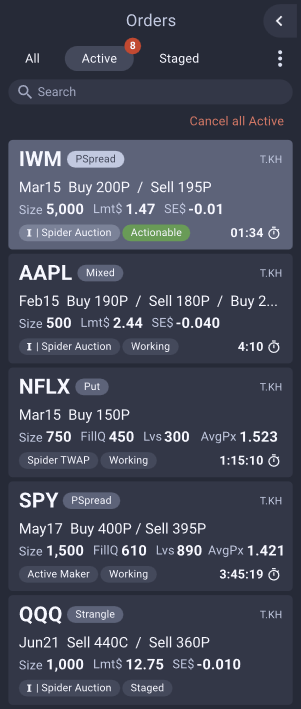 Orders
All Active 8 Staged
Search
Cancel all Active
IWM PSpread T.KH
Mar15 Buy 200P / Sell 195P
Size 5,000 Lmt$ 1.47 SE$ -0.01
I | Spider Auction Actionable 01:34
AAPL Mixed T.KH
Feb15 Buy 190P / Sell 180P / Buy 2...
Size 500 Lmt$ 2.44 SE$ -0.040
I | Spider Auction Working 4:10
NFLX Put T.KH
Mar15 Buy 150P
Size 750 FillQ 450 Lvs 300 AvgPx 1.523
Spider TWAP Working 1:15:10
SPY PSpread T.KH
May17 Buy 400P / Sell 395P
Size 1,500 FillQ 610 Lvs 890 AvgPx 1.421
Active Maker Working 3:45:19
QQQ Strangle T.KH
Jun21 Sell 440C / Sell 360P
Size 1,000 Lmt$ 12.75 SE$ -0.010
I | Spider Auction Staged